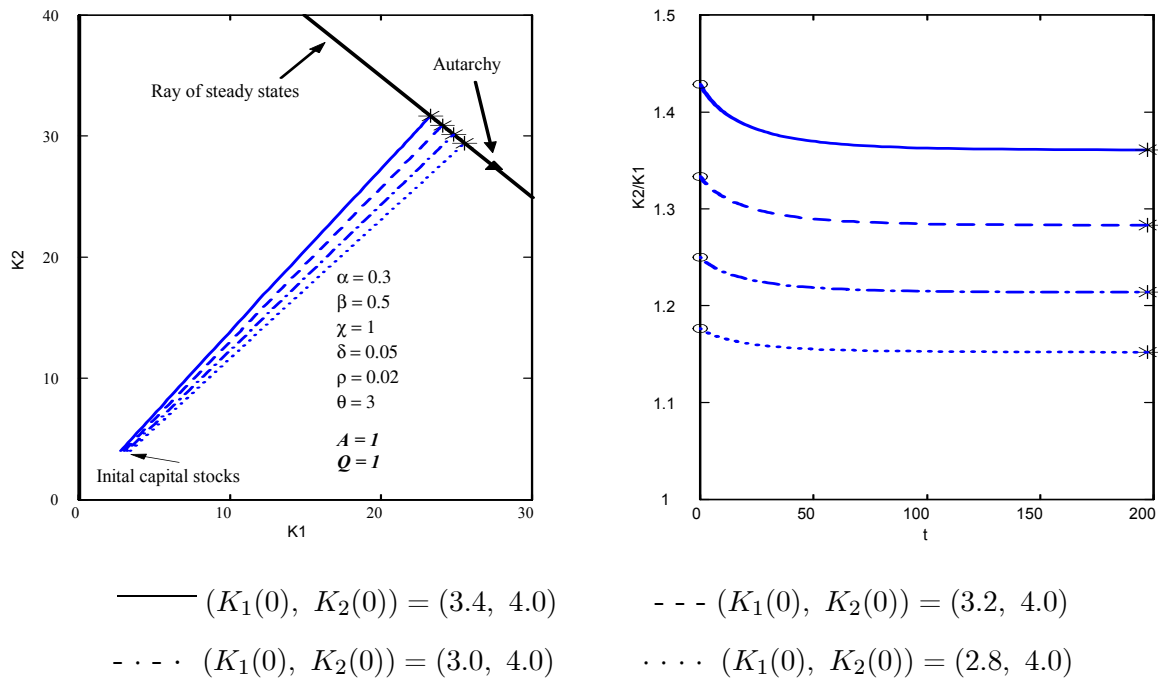 40
30
20
10
0
K2
Ray of steady states
Autarchy
α = 0.3
β = 0.5
χ = 1
δ = 0.05
ρ = 0.02
θ = 3
A = 1
Q = 1
Inital capital stocks
0
10
20
30
K1
1.5
1.4
1.3
1.2
1.1
1
K2/K1
0
50
100
150
200
t
(K₁(0), K₂(0)) = (3.4, 4.0)
(K₁(0), K₂(0)) = (3.2, 4.0)
(K₁(0), K₂(0)) = (3.0, 4.0)
(K₁(0), K₂(0)) = (2.8, 4.0)